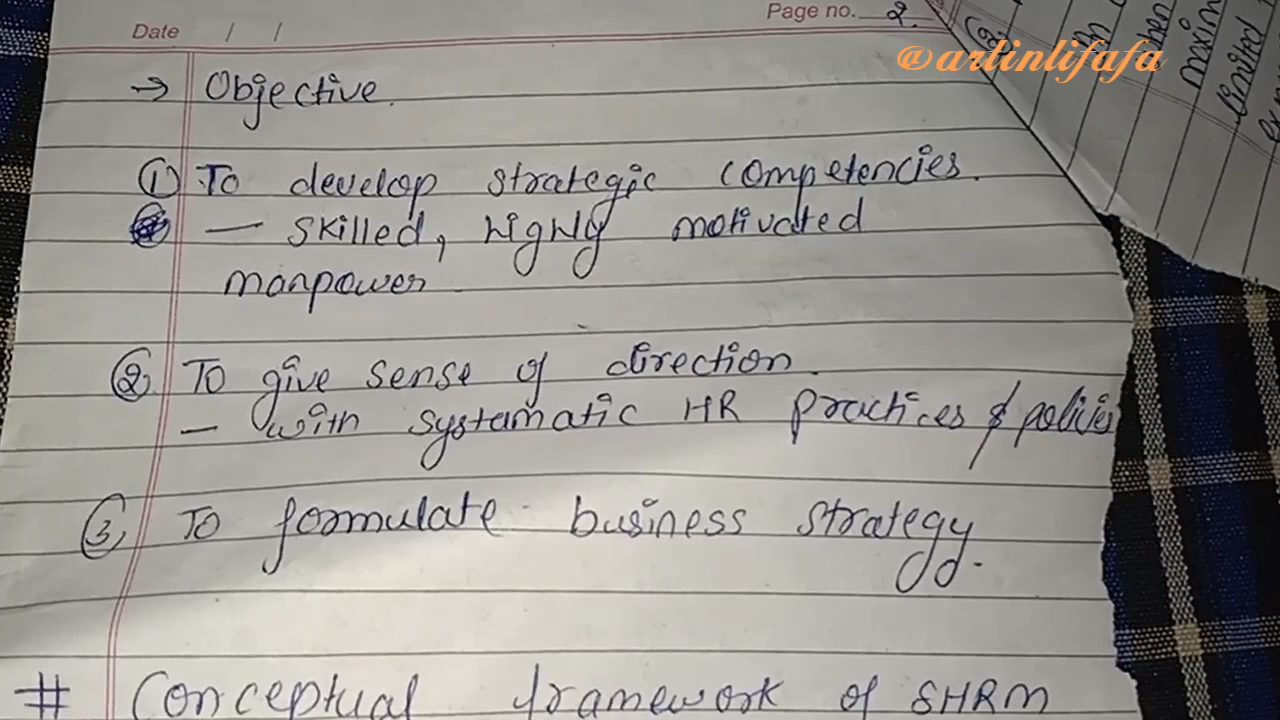 Date / /
Page no. 2.
@artinlifafa
→ Objective.
① To develop strategic competencies.
— skilled, highly motivated
manpower
② To give sense of direction.
— with systamatic HR practices & policies
③ To formulate business strategy.
# Conceptual framework of SHRM